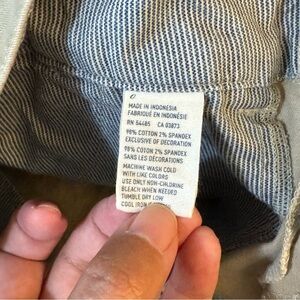 MADE IN INDONESIA
FABRIQUÉ EN INDONÉSIE
RN 54485 CA 03873
98% COTTON 2% SPANDEX
EXCLUSIVE OF DECORATION
98% COTON 2% SPANDEX
SANS LES DÉCORATIONS
MACHINE WASH COLD
WITH LIKE COLORS
USE ONLY NON-CHLORINE
BLEACH WHEN NEEDED
TUMBLE DRY LOW
COOL IRON